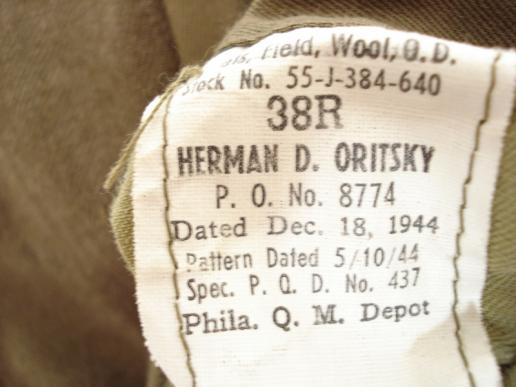 Field, Wool, O.D.
Stock No. 55-J-384-640
38R
HERMAN D. ORITSKY
P. O. No. 8774
Dated Dec. 18, 1944
Pattern Dated 5/10/44
Spec. P. Q. D. No. 437
Phila. Q. M. Depot